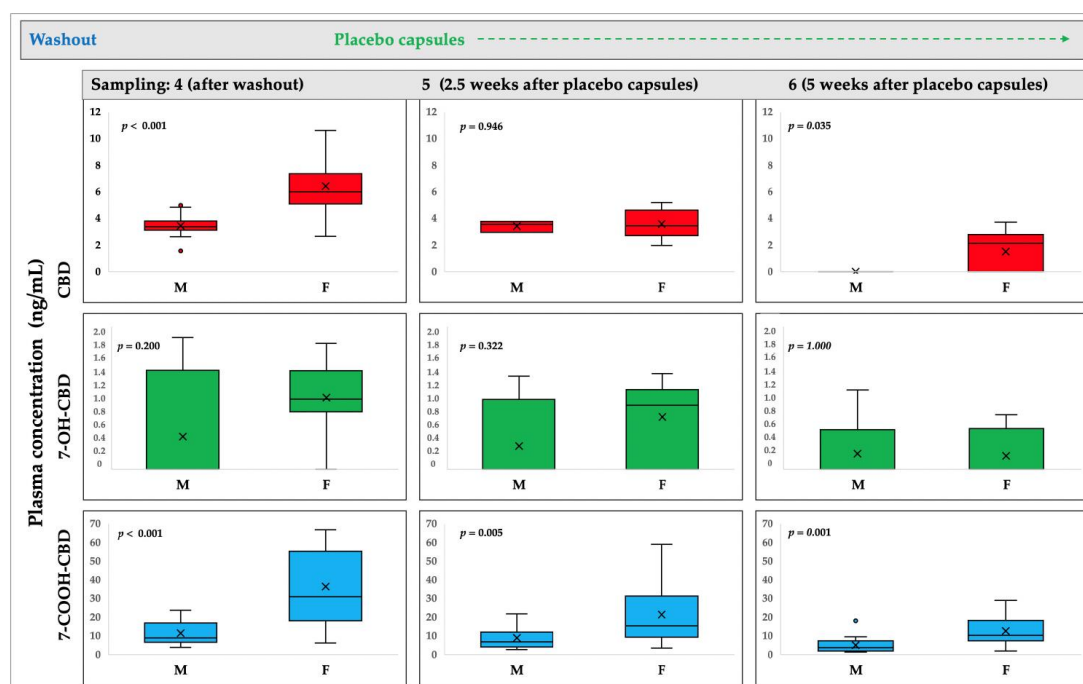 Washout
Placebo capsules
Sampling: 4 (after washout)
5 (2.5 weeks after placebo capsules)
6 (5 weeks after placebo capsules)
Plasma concentration (ng/mL)
CBD
12
10
8
6
4
2
0
p < 0.001
M
F
12
10
8
6
4
2
0
p = 0.946
M
F
12
10
8
6
4
2
0
p = 0.035
M
F
7-OH-CBD
2.0
1.8
1.6
1.4
1.2
1.0
0.8
0.6
0.4
0.2
0
p = 0.200
M
F
2.0
1.8
1.6
1.4
1.2
1.0
0.8
0.6
0.4
0.2
0
p = 0.322
M
F
2.0
1.8
1.6
1.4
1.2
1.0
0.8
0.6
0.4
0.2
0
p = 1.000
M
F
7-COOH-CBD
70
60
50
40
30
20
10
0
p < 0.001
M
F
70
60
50
40
30
20
10
0
p = 0.005
M
F
70
60
50
40
30
20
10
0
p = 0.001
M
F